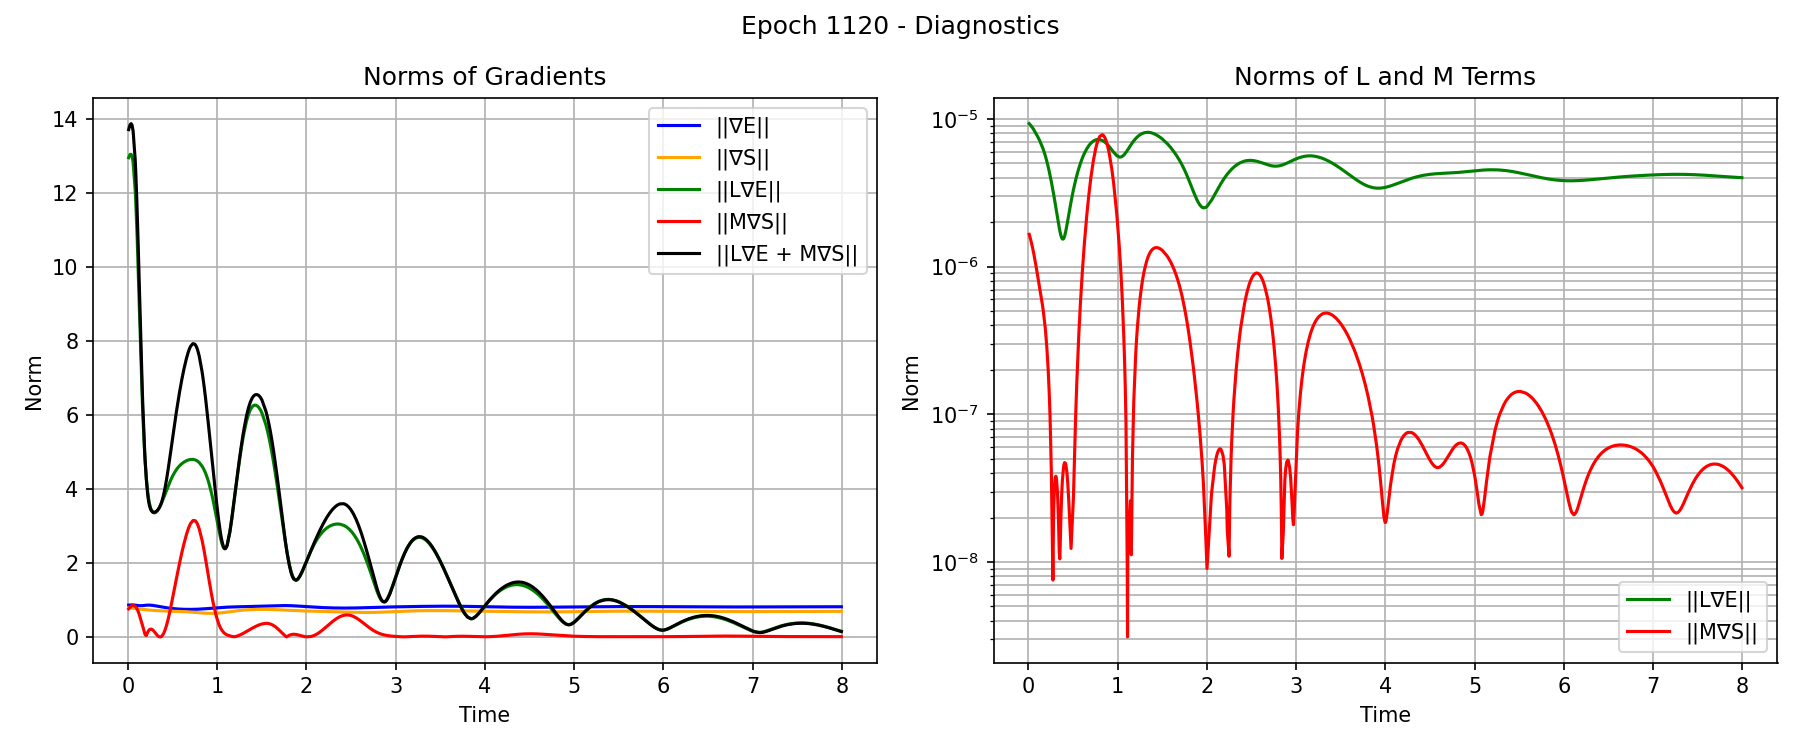 Epoch 1120 - Diagnostics
Norms of Gradients
14
12
10
8
6
4
2
0
Norm
0 1 2 3 4 5 6 7 8
Time
||∇E||
||∇S||
||L∇E||
||M∇S||
||L∇E + M∇S||
Norms of L and M Terms
10⁻⁵
10⁻⁶
10⁻⁷
10⁻⁸
Norm
0 1 2 3 4 5 6 7 8
Time
||L∇E||
||M∇S||